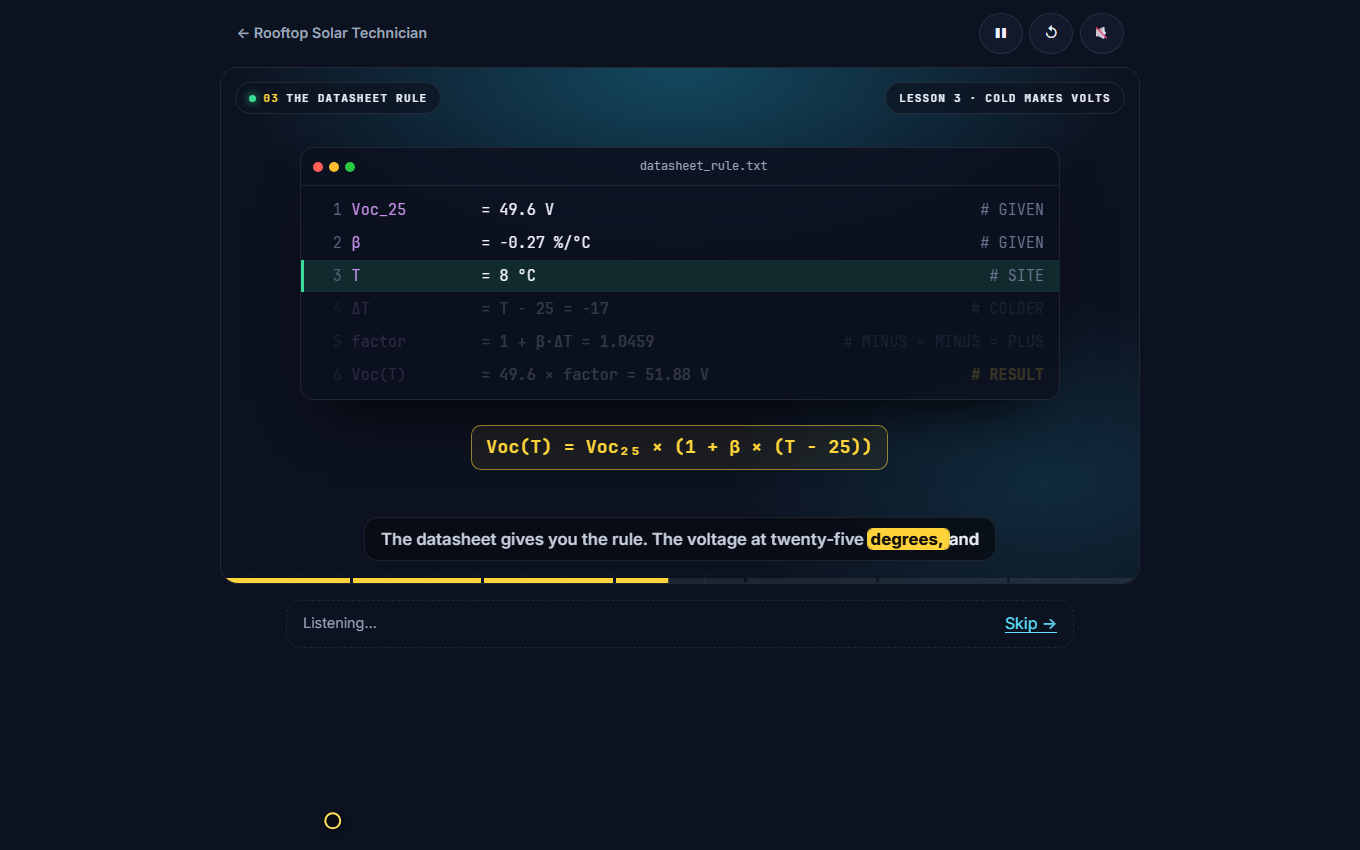 ← Rooftop Solar Technician
03 THE DATASHEET RULE
LESSON 3 · COLD MAKES VOLTS
datasheet_rule.txt
1 Voc_25 = 49.6 V # GIVEN
2 β = -0.27 %/°C # GIVEN
3 T = 8 °C # SITE
4 ΔT = T - 25 = -17 # COLDER
5 factor = 1 + β·ΔT = 1.0459 # MINUS × MINUS = PLUS
6 Voc(T) = 49.6 × factor = 51.88 V # RESULT
Voc(T) = Voc₂₅ × (1 + β × (T - 25))
The datasheet gives you the rule. The voltage at twenty-five degrees, and
Listening...
Skip →